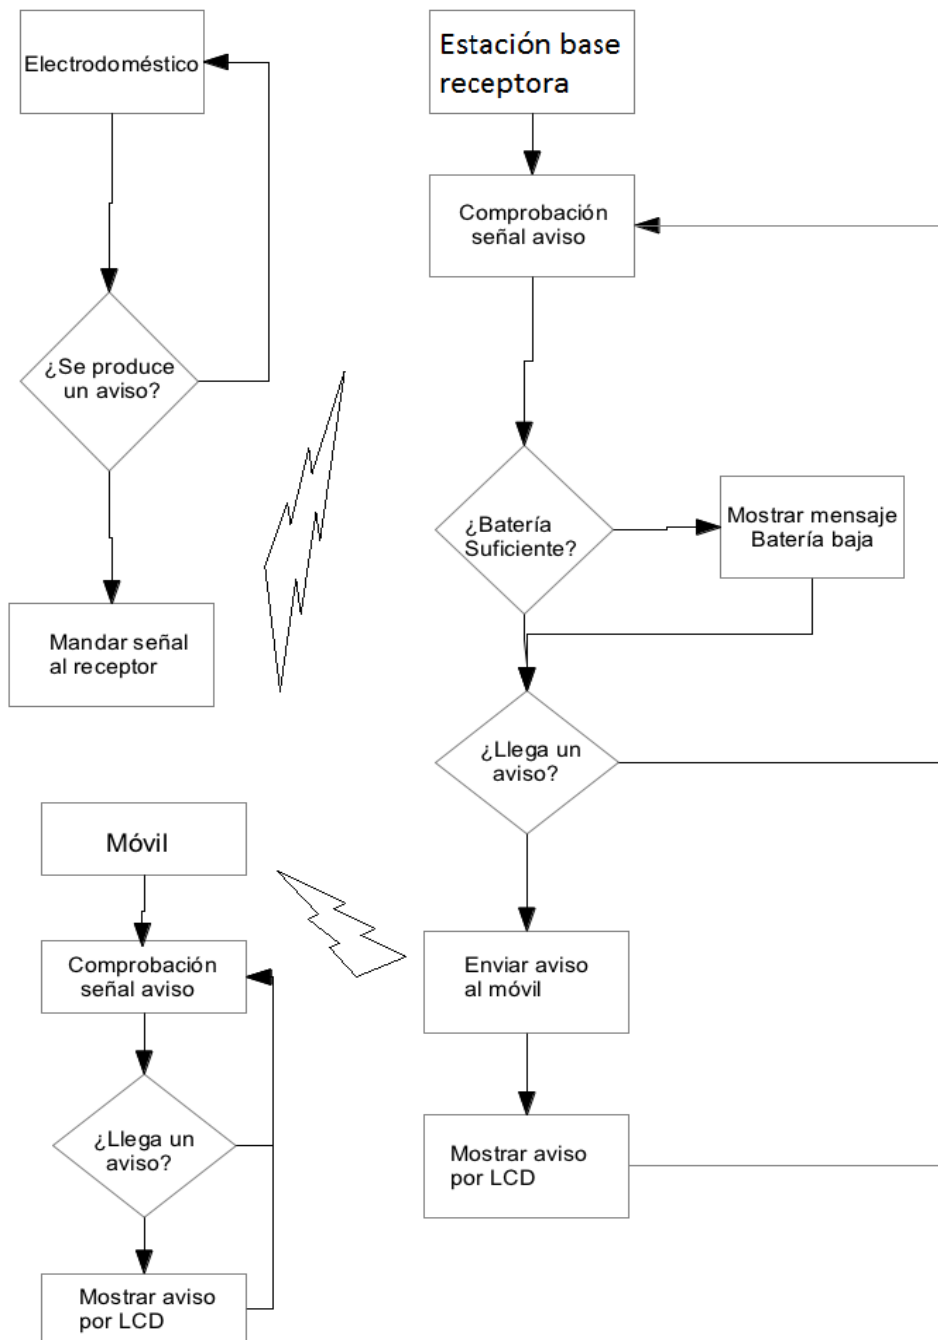 Electrodoméstico
¿Se produce
un aviso?
Mandar señal
al receptor
Estación base
receptora
Comprobación
señal aviso
¿Batería
Suficiente?
Mostrar mensaje
Batería baja
¿Llega un
aviso?
Enviar aviso
al móvil
Mostrar aviso
por LCD
Móvil
Comprobación
señal aviso
¿Llega un
aviso?
Mostrar aviso
por LCD